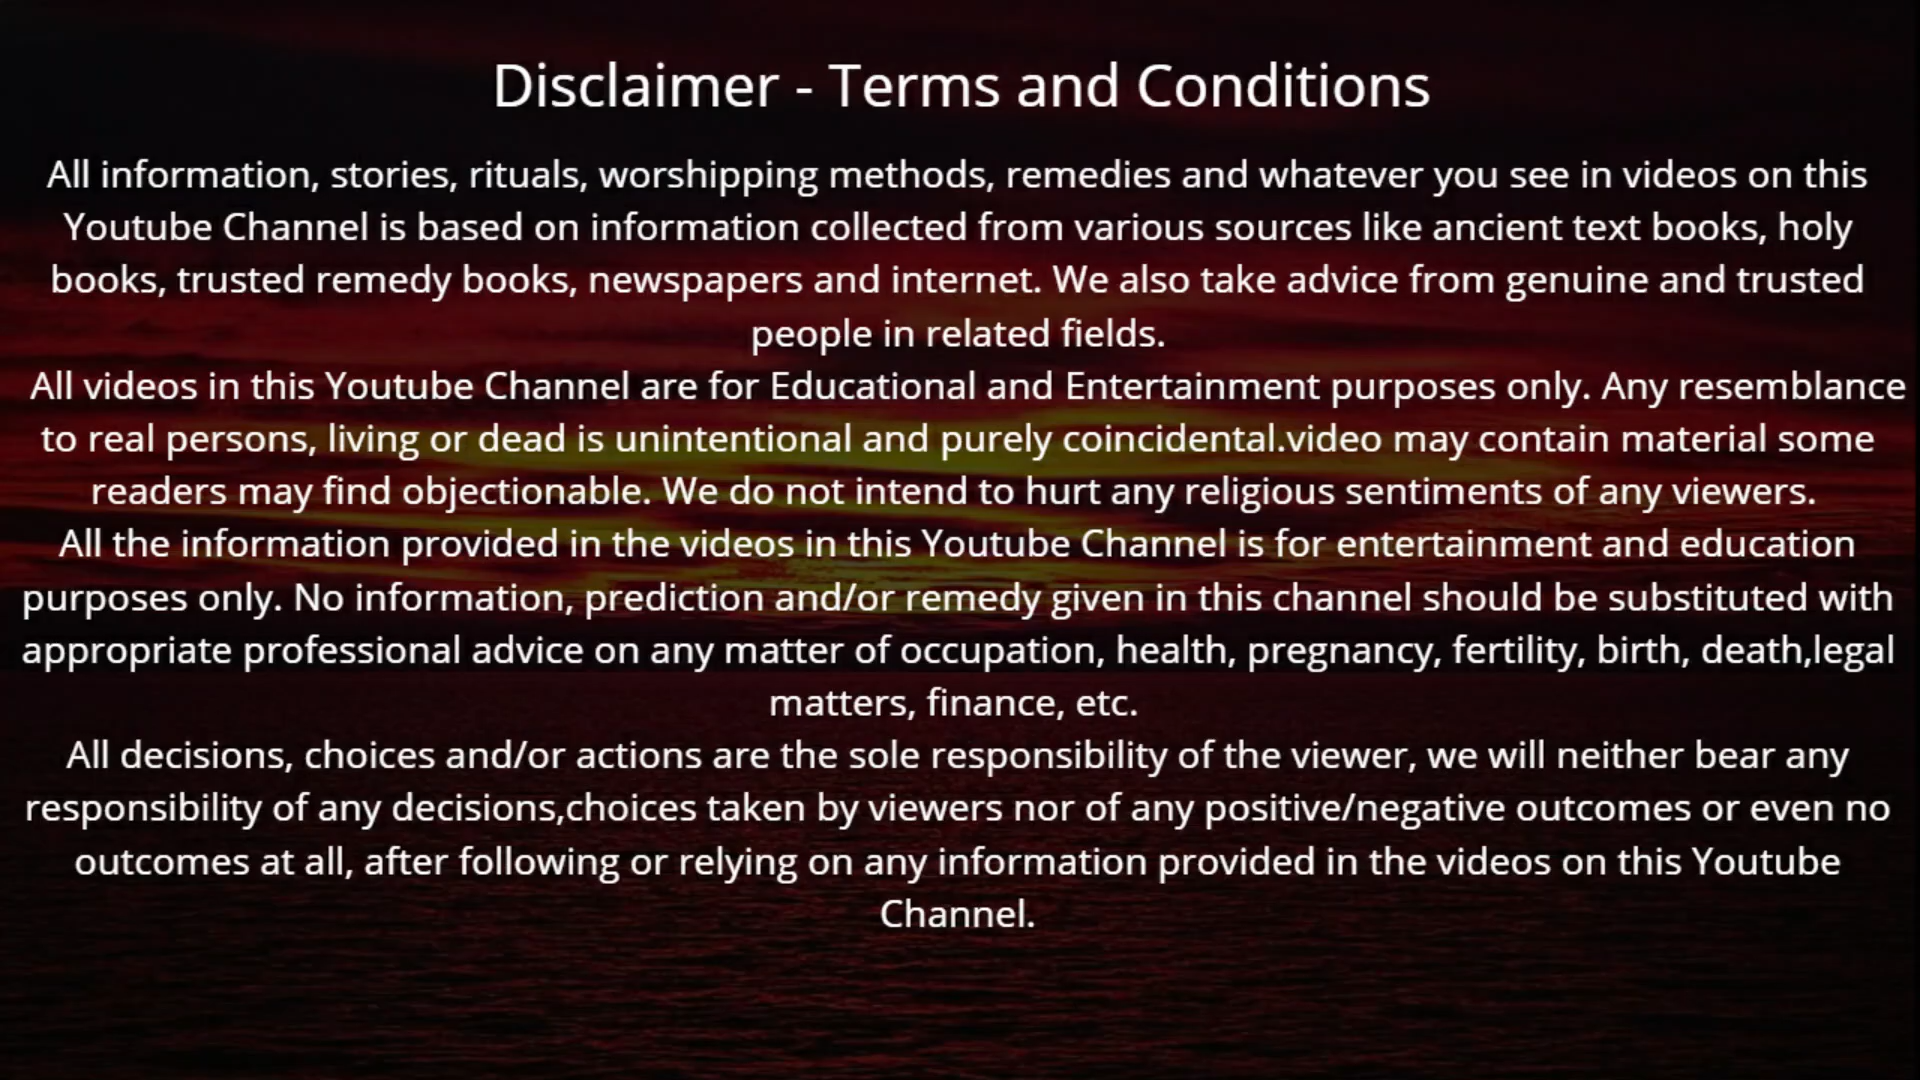 Disclaimer - Terms and Conditions
All information, stories, rituals, worshipping methods, remedies and whatever you see in videos on this
Youtube Channel is based on information collected from various sources like ancient text books, holy
books, trusted remedy books, newspapers and internet. We also take advice from genuine and trusted
people in related fields.
All videos in this Youtube Channel are for Educational and Entertainment purposes only. Any resemblance
to real persons, living or dead is unintentional and purely coincidental.video may contain material some
readers may find objectionable. We do not intend to hurt any religious sentiments of any viewers.
All the information provided in the videos in this Youtube Channel is for entertainment and education
purposes only. No information, prediction and/or remedy given in this channel should be substituted with
appropriate professional advice on any matter of occupation, health, pregnancy, fertility, birth, death,legal
matters, finance, etc.
All decisions, choices and/or actions are the sole responsibility of the viewer, we will neither bear any
responsibility of any decisions,choices taken by viewers nor of any positive/negative outcomes or even no
outcomes at all, after following or relying on any information provided in the videos on this Youtube
Channel.